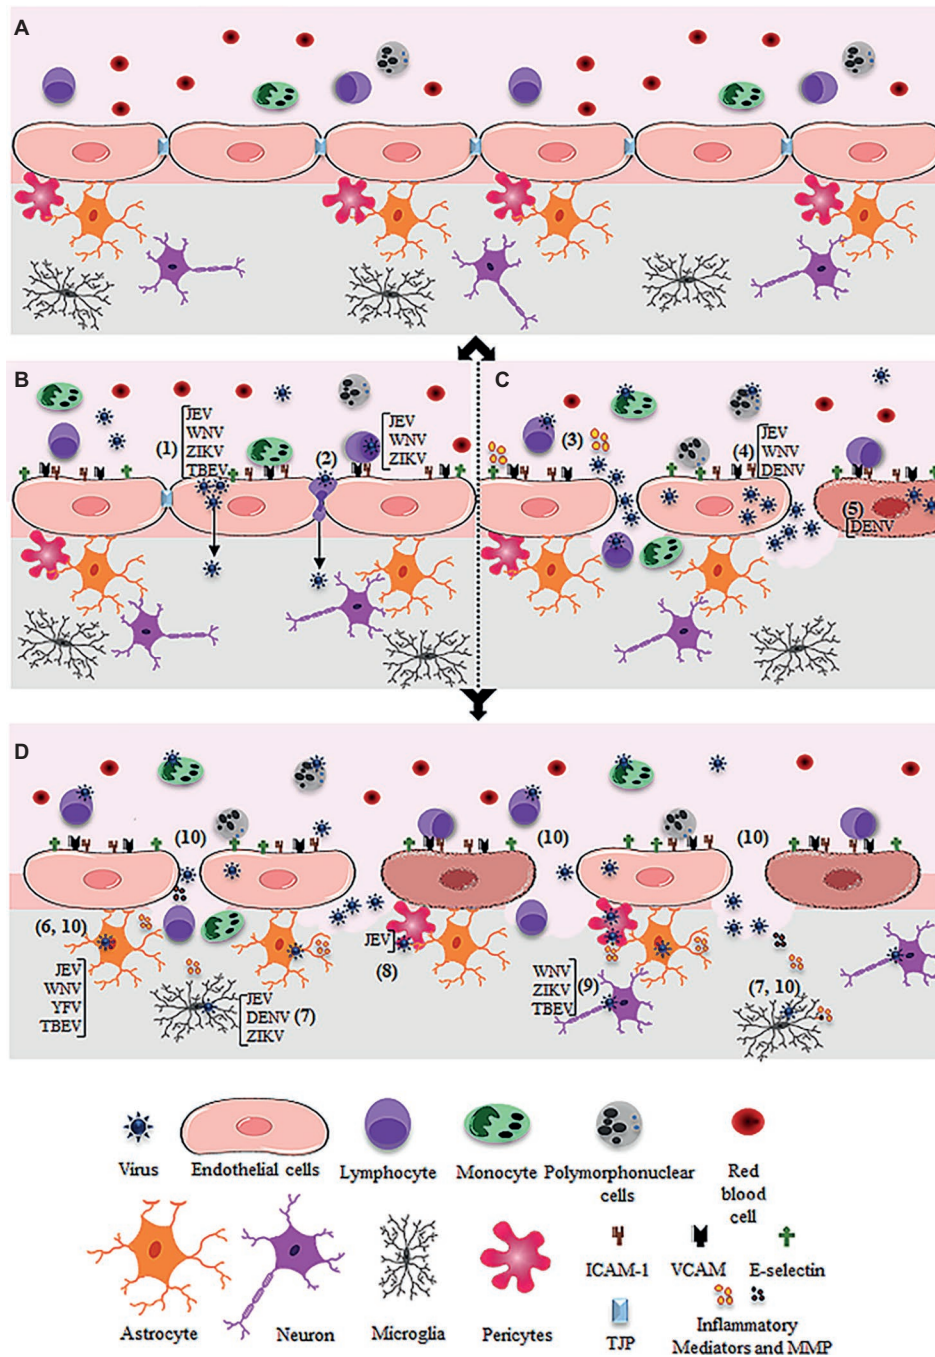 A
B
(1)
JEV
WNV
ZIKV
TBEV
(2)
JEV
WNV
ZIKV
C
(3)
(4)
JEV
WNV
DENV
(5)
DENV
D
(10)
(10)
(10)
(6, 10)
JEV
WNV
YFV
TBEV
JEV
DENV (7)
ZIKV
JEV
(8)
WNV
ZIKV (9)
TBEV
(7, 10)
Virus
Endothelial cells
Lymphocyte
Monocyte
Polymorphonuclear
cells
Red
blood
cell
Astrocyte
Neuron
Microglia
Pericytes
ICAM-1
VCAM
E-selectin
TJP
Inflammatory
Mediators and MMP